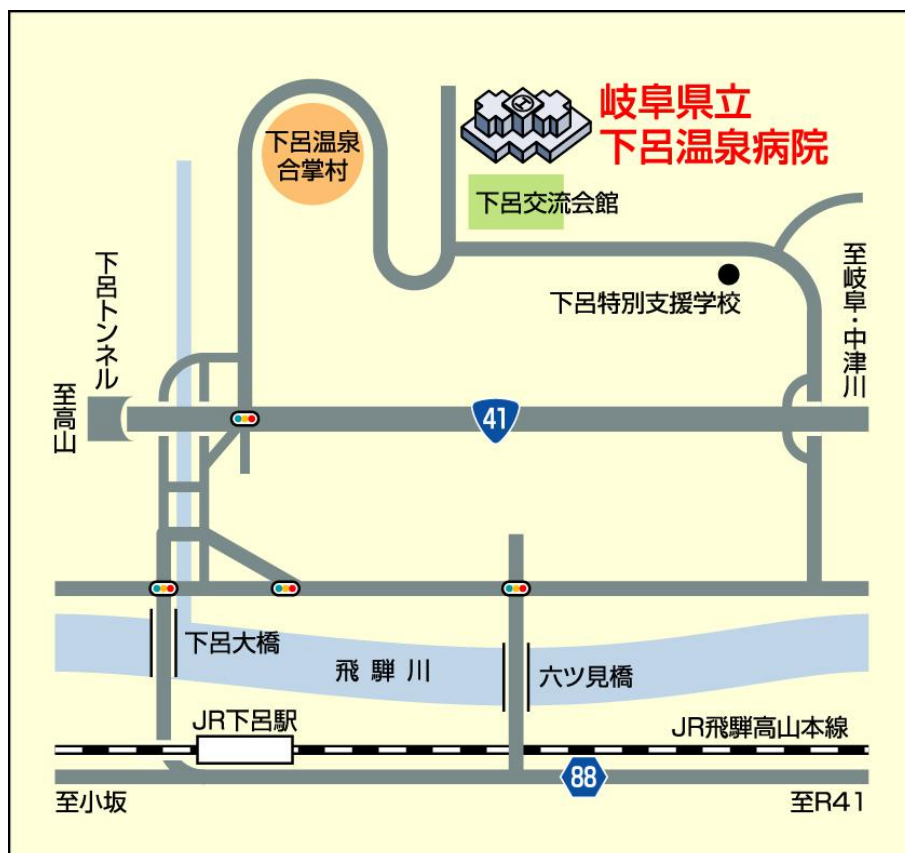 岐阜県立
下呂温泉病院
下呂温泉
合掌村
下呂交流会館
下呂特別支援学校
至岐阜・中津川
下呂トンネル
至高山
41
下呂大橋
飛騨川
六ツ見橋
JR下呂駅
JR飛騨高山本線
88
至小坂
至R41